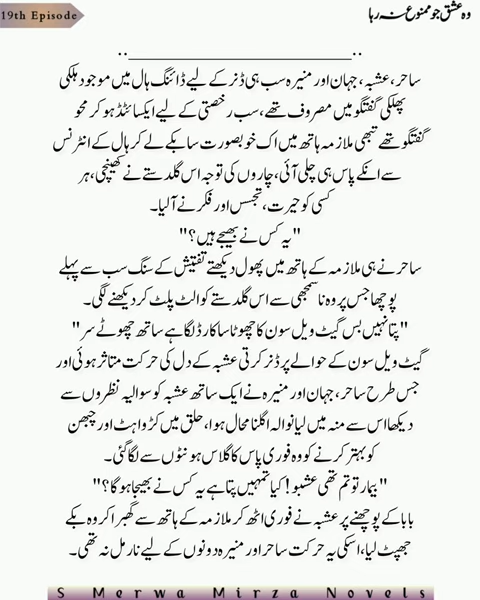 19th Episode
وہ عشق جو ممنوع نہ رہا
..______________________..
ساحر، عشبہ، جہان اور منیرہ سب ہی ڈنر کے لیے ڈائننگ ہال میں موجود ہلکی
پھلکی گفتگو میں مصروف تھے، سب رخصتی کے لیے ایکسائٹڈ ہو کر محو
گفتگو تھے تبھی ملازمہ ہاتھ میں اک خوبصورت سا بکے لے کر ہال کے انٹرنس
سے انکے پاس ہی چلی آئی، چاروں کی توجہ اس گلدستے نے کھینچی، ہر
کسی کو حیرت، تجسس اور فکر نے آلیا۔
"یہ کس نے بھیجے ہیں؟"
ساحر نے ہی ملازمہ کے ہاتھ میں پھول دیکھتے تفتیش کے سنگ سب سے پہلے
پوچھا جس پر وہ ناسمجھی سے اس گلدستے کو الٹ پلٹ کر دیکھنے لگی۔
"پتا نہیں بس گیٹ ویل سون کا چھوٹا سا کارڈ لگا ہے ساتھ چھوٹے سر"
گیٹ ویل سون کے حوالے پر ڈنر کرتی عشبہ کے دل کی حرکت متاثر ہوئی اور
جس طرح ساحر، جہان اور منیرہ نے ایک ساتھ عشبہ کو سوالیہ نظروں سے
دیکھا اس سے منہ میں لیا نوالہ اگلنا محال ہوا، حلق میں کڑواہٹ اور چبھن
کو بہتر کرنے کو وہ فوری پاس کا گلاس ہونٹوں سے لگا گئی۔
"بیمار تو تم تھی عشبو! کیا تمہیں پتا ہے یہ کس نے بھیجا ہوگا؟"
بابا کے پوچھنے پر عشبہ نے فوری اٹھ کر ملازمہ کے ہاتھ سے گھبرا کر وہ بکے
جھپٹ لیا، اسکی یہ حرکت ساحر اور منیرہ دونوں کے لیے نارمل نہ تھی۔
S Merwa Mirza Novels